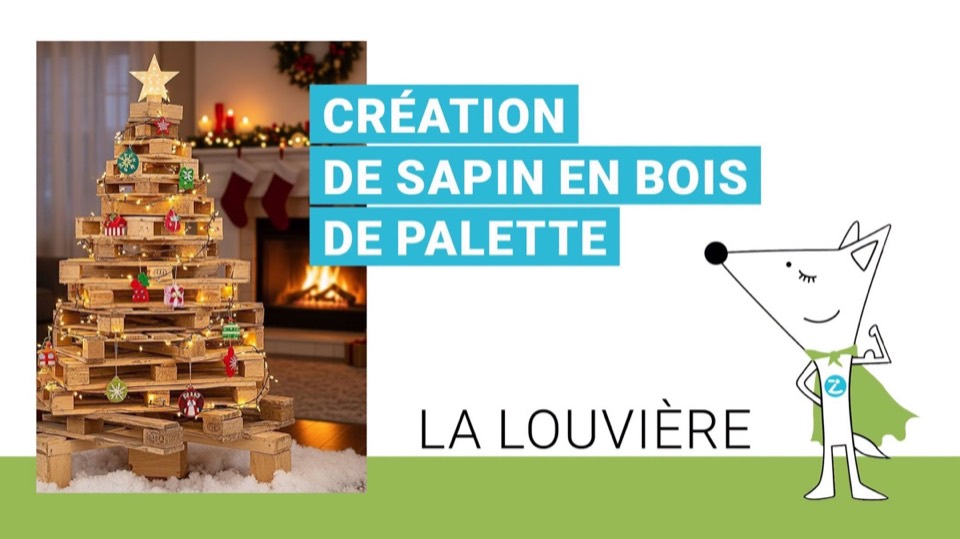 CRÉATION
DE SAPIN EN BOIS
DE PALETTE
LA LOUVIÈRE
Z